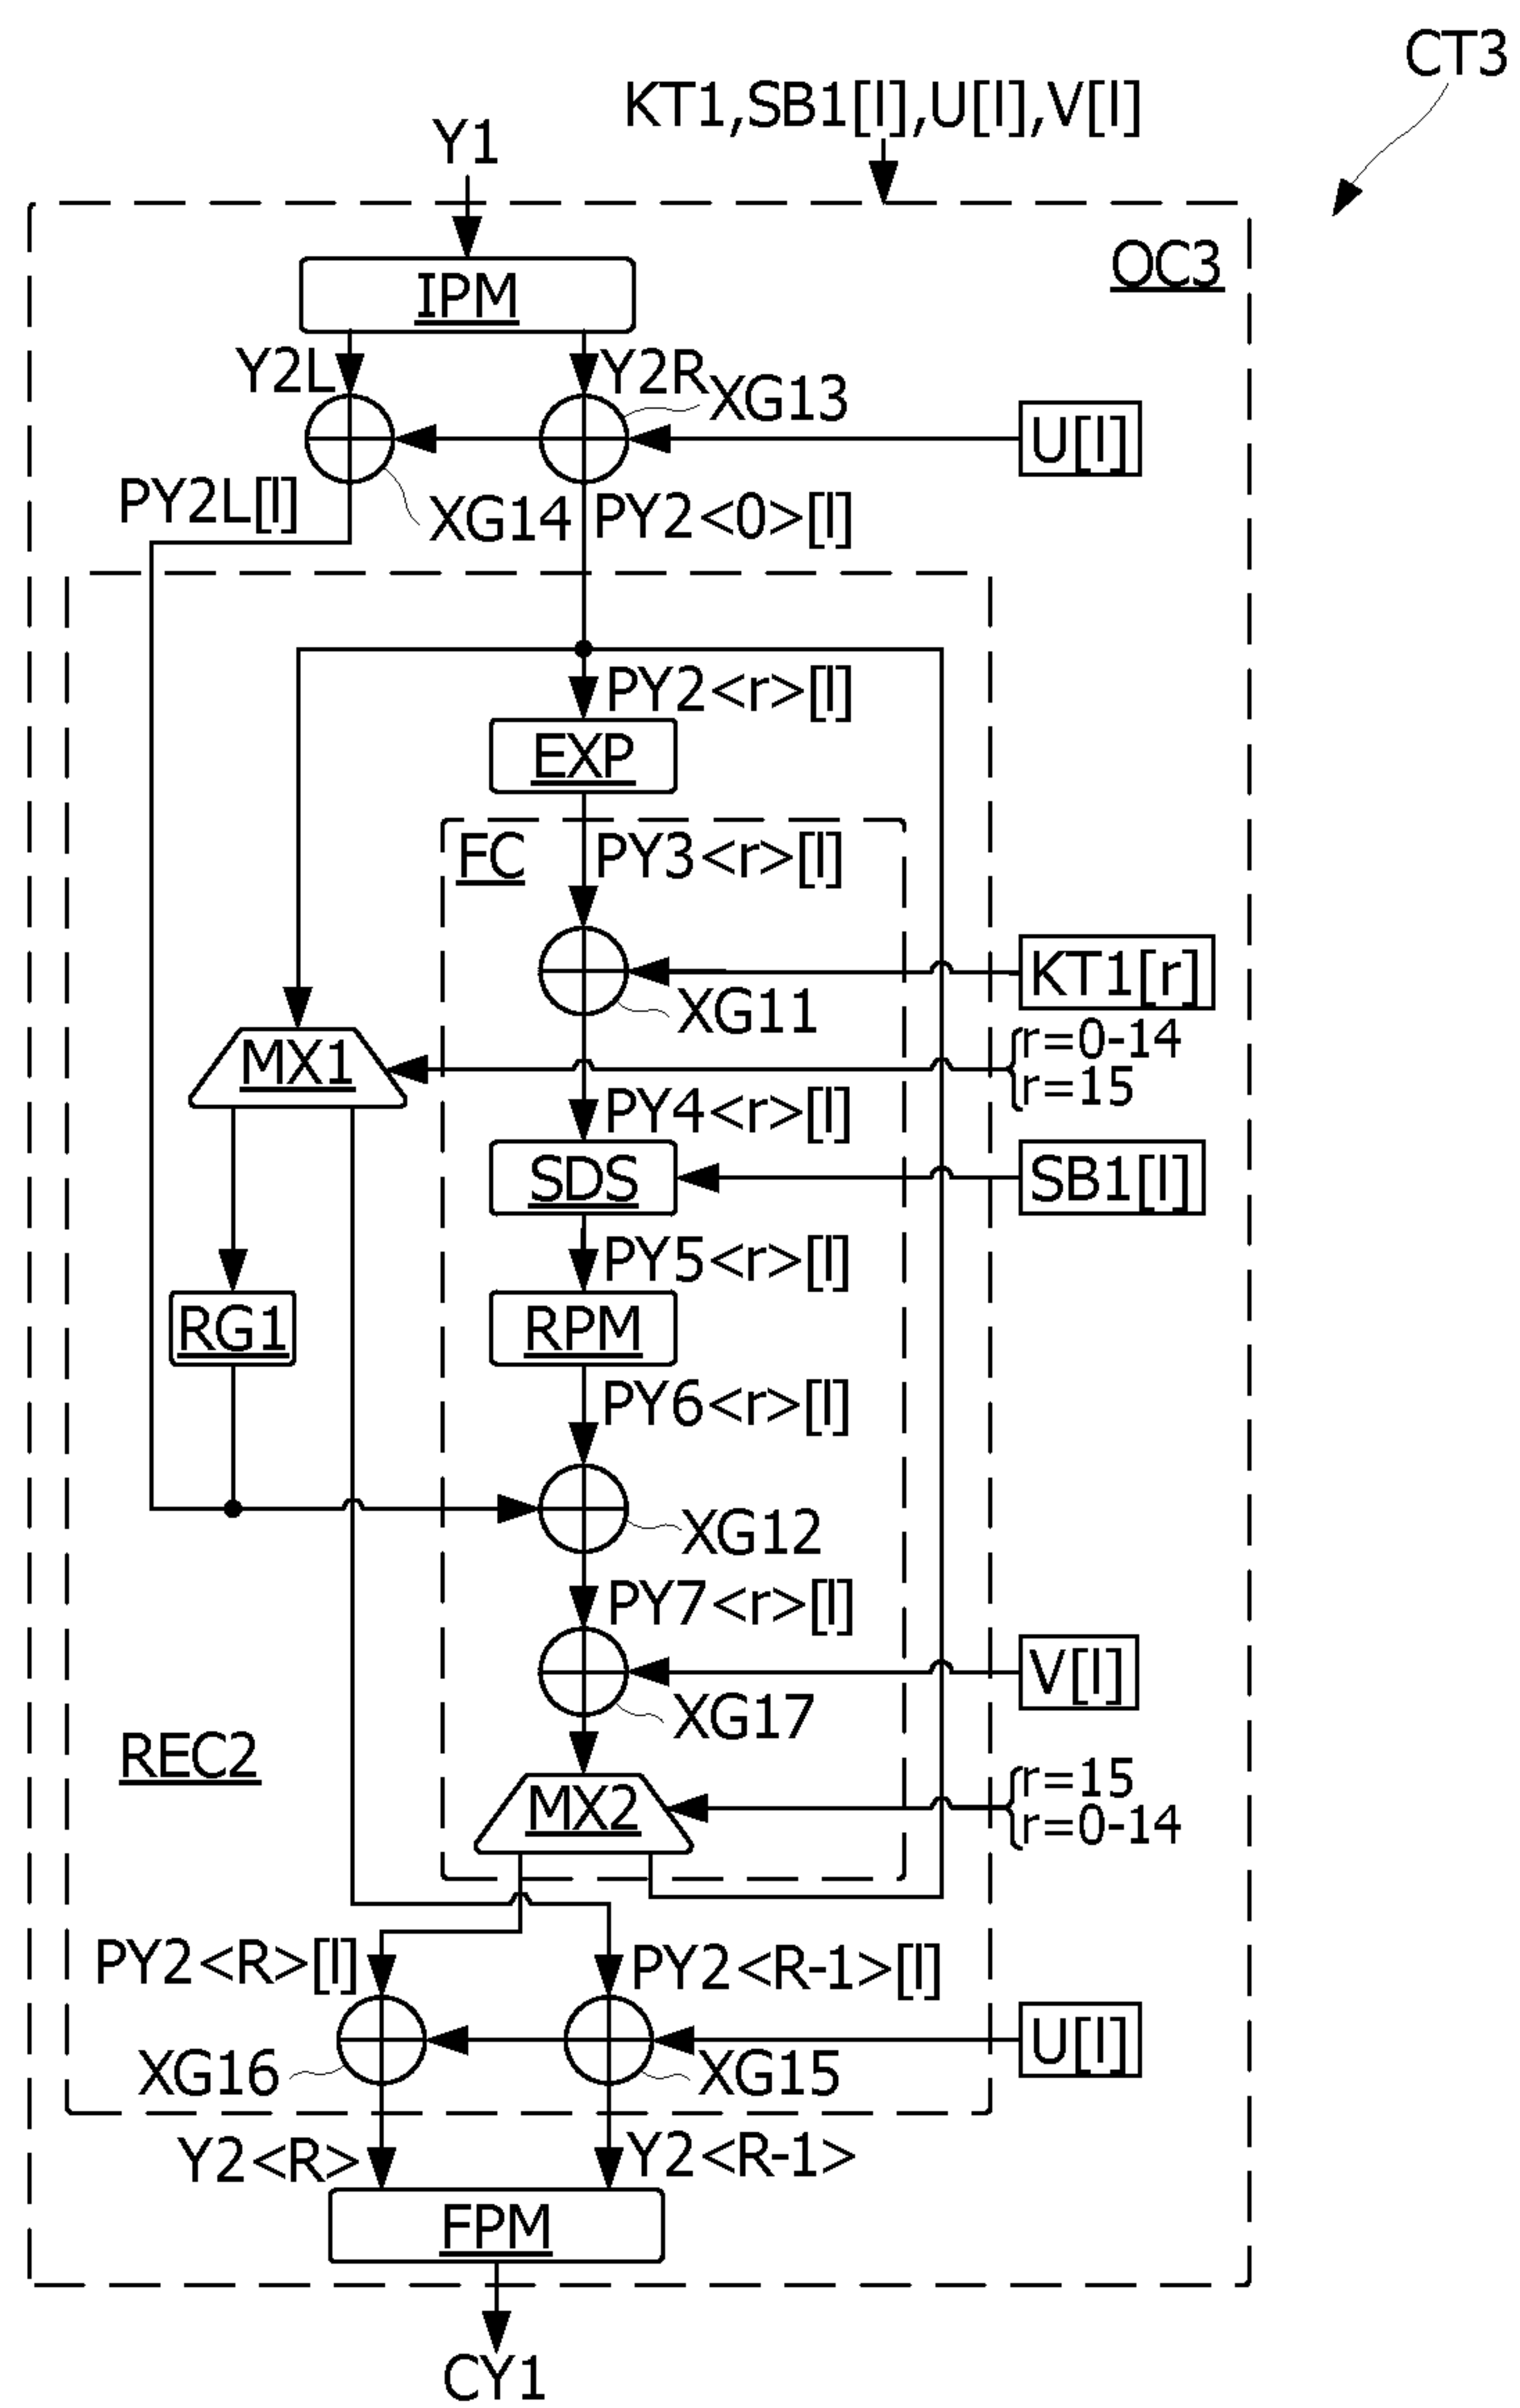 CT3
KT1,SB1[l],U[l],V[l]
Y1
OC3
IPM
Y2L
Y2R
XG13
U[l]
PY2L[l]
XG14
PY2<0>[l]
PY2<r>[l]
EXP
FC
PY3<r>[l]
KT1[r]
XG11
r=0-14
MX1
r=15
PY4<r>[l]
SDS
SB1[l]
PY5<r>[l]
RG1
RPM
PY6<r>[l]
XG12
PY7<r>[l]
V[l]
XG17
REC2
r=15
MX2
r=0-14
PY2<R>[l]
PY2<R-1>[l]
U[l]
XG16
XG15
Y2<R>
Y2<R-1>
FPM
CY1